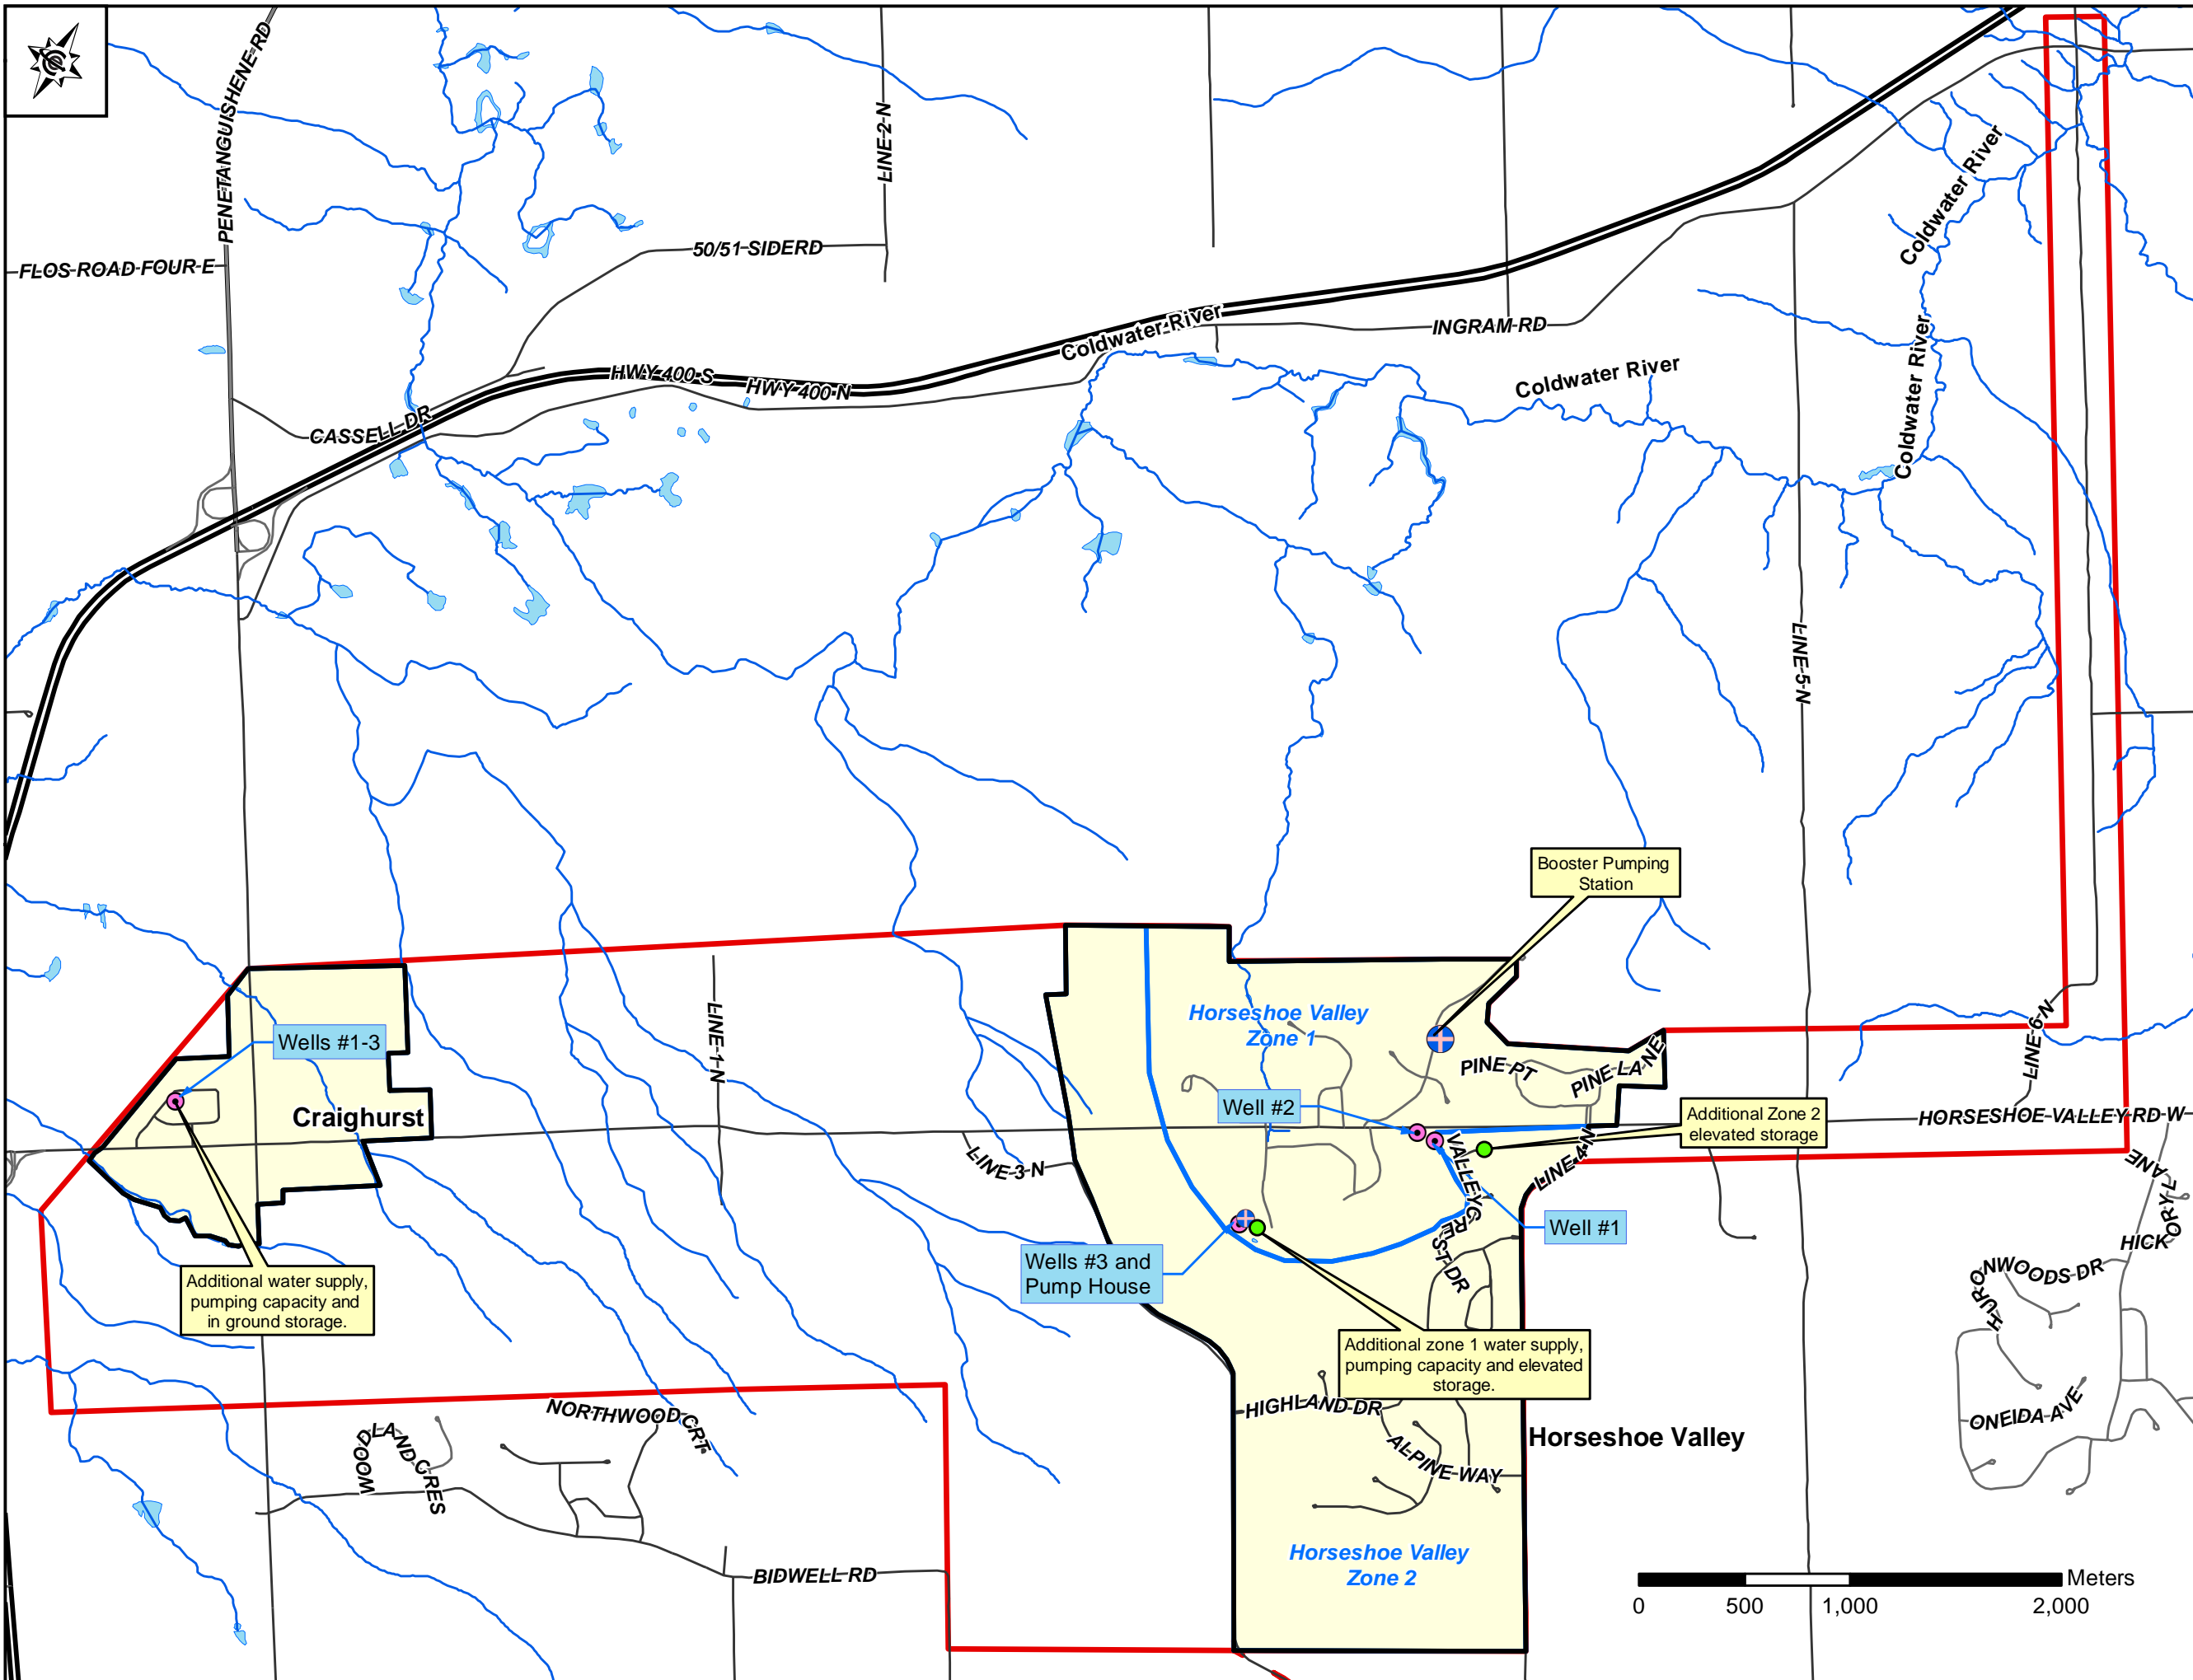 PENETANGUISHENE-RD
LINE-2-N
50/51-SIDERD
FLOS-ROAD-FOUR-E
Coldwater River
Coldwater River
INGRAM-RD
Coldwater River
Coldwater River
HWY-400-S
HWY-400-N
CASSELL-DR
LINE-5-N
Booster Pumping
Station
Horseshoe Valley
Zone 1
Wells #1-3
LINE-1-N
PINE PT
PINE-LANE
LINE-6-N
Craighurst
Well #2
Additional Zone 2
elevated storage
HORSESHOE-VALLEY-RD-W
LINE-3-N
LINE-4-N
VALLEYCREST-DR
Well #1
HICKORY-LANE
Wells #3 and
Pump House
Additional water supply,
pumping capacity and
in ground storage.
HURONWOODS-DR
Additional zone 1 water supply,
pumping capacity and elevated
storage.
HIGHLAND-DR
NORTHWOOD-CRT
WOODLAND-CRES
ALPINE-WAY
Horseshoe Valley
ONEIDA-AVE
BIDWELL-RD
Horseshoe Valley
Zone 2
Meters
0 500 1,000 2,000